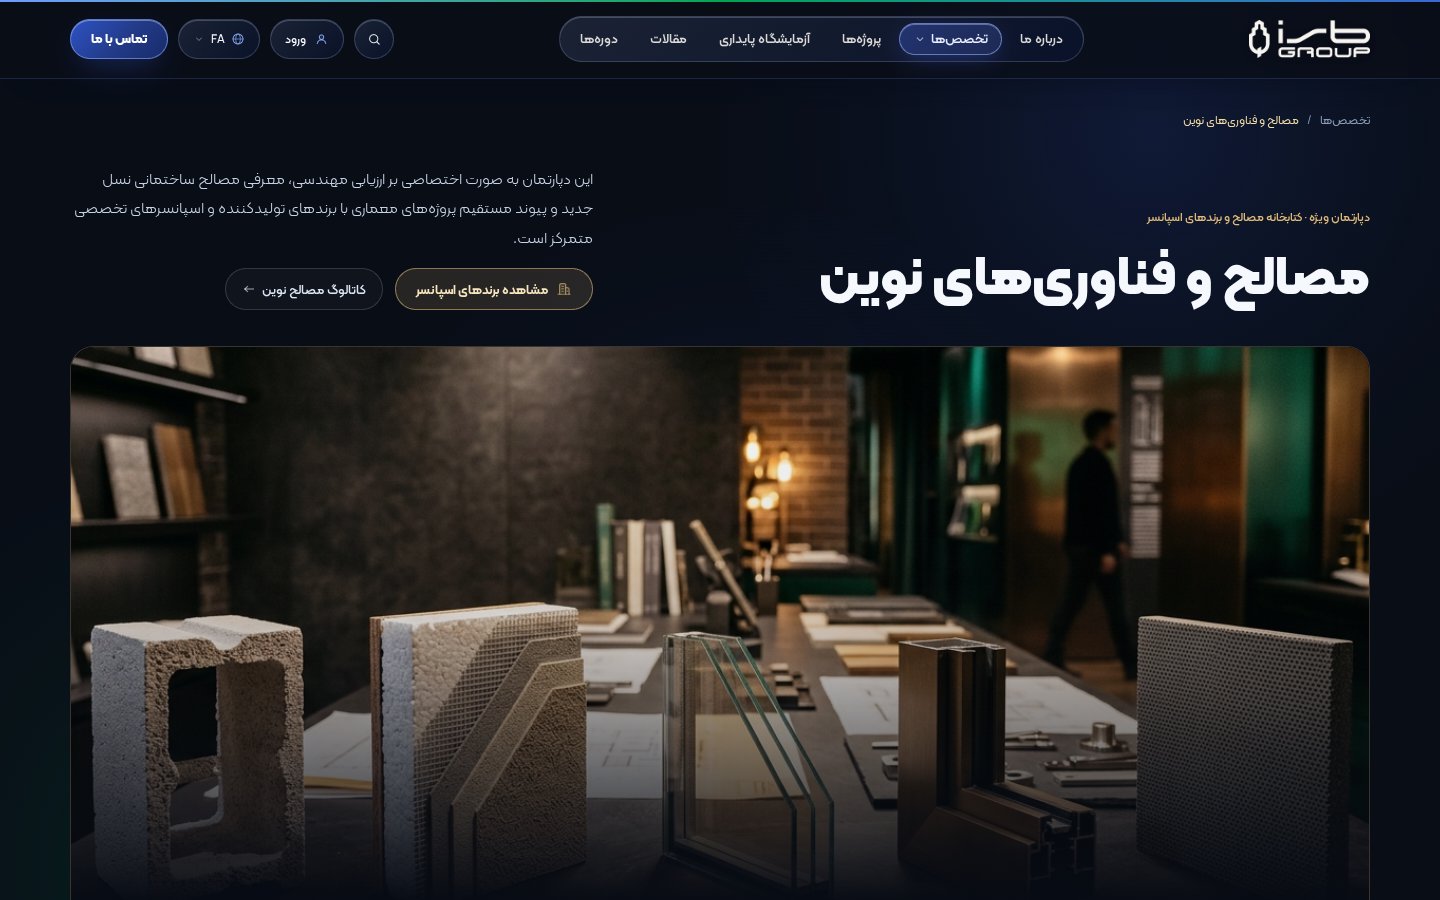 irsb
GROUP
درباره ما
تخصص‌ها
پروژه‌ها
آزمایشگاه پایداری
مقالات
دوره‌ها
ورود
FA
تماس با ما
تخصص‌ها / مصالح و فناوری‌های نوین
دپارتمان ویژه · کتابخانه مصالح و برندهای اسپانسر
مصالح و فناوری‌های نوین
این دپارتمان به صورت اختصاصی بر ارزیابی مهندسی، معرفی مصالح ساختمانی نسل
جدید و پیوند مستقیم پروژه‌های معماری با برندهای تولیدکننده و اسپانسرهای تخصصی
متمرکز است.
مشاهده برندهای اسپانسر
کاتالوگ مصالح نوین